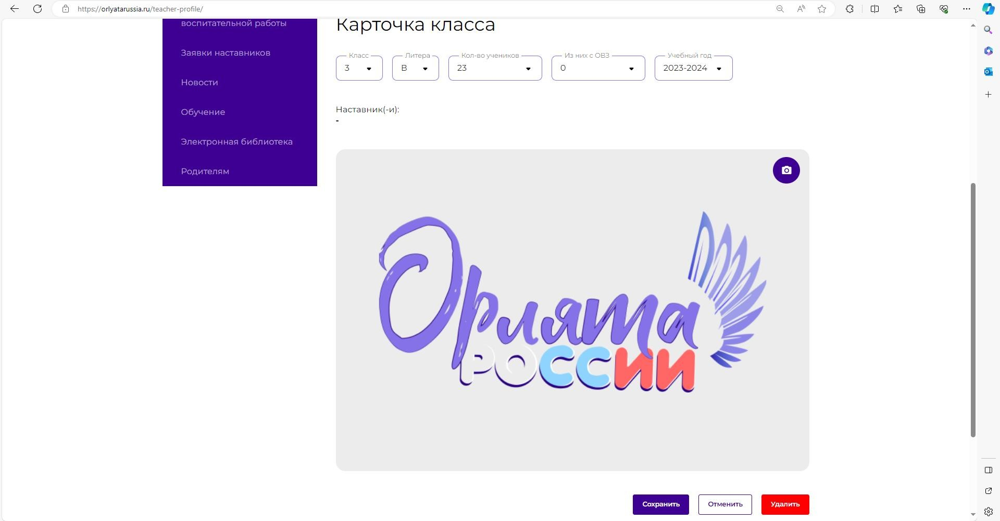 https://orlyatarussia.ru/teacher-profile/
воспитательной работы
Заявки наставников
Новости
Обучение
Электронная библиотека
Родителям
Карточка класса
Класс
3
Литера
В
Кол-во учеников
23
Из них с ОВЗ
0
Учебный год
2023-2024
Наставник(-и):
-
Орлята
РОССИИ
Сохранить
Отменить
Удалить